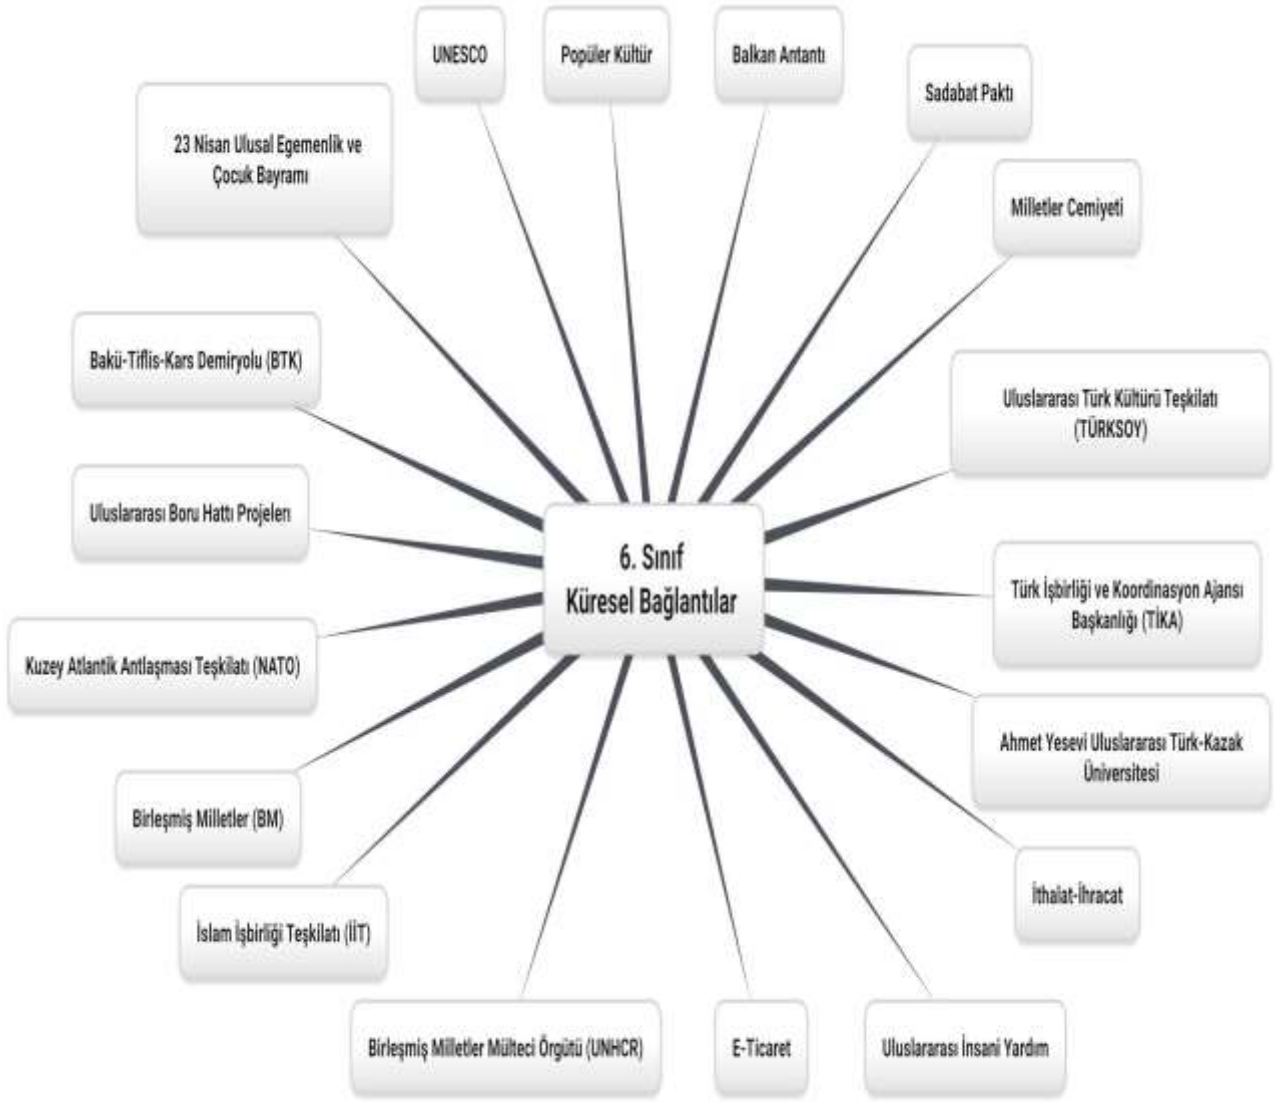 UNESCO
Popüler Kültür
Balkan Antantı
Sadabat Paktı
23 Nisan Ulusal Egemenlik ve
Çocuk Bayramı
Milletler Cemiyeti
Bakü-Tiflis-Kars Demiryolu (BTK)
Uluslararası Türk Kültürü Teşkilatı
(TÜRKSOY)
Uluslararası Boru Hattı Projeleri
6. Sınıf
Küresel Bağlantılar
Türk İşbirliği ve Koordinasyon Ajansı
Başkanlığı (TİKA)
Kuzey Atlantik Antlaşması Teşkilatı (NATO)
Ahmet Yesevi Uluslararası Türk-Kazak
Üniversitesi
Birleşmiş Milletler (BM)
İthalat-İhracat
İslam İşbirliği Teşkilatı (İİT)
Birleşmiş Milletler Mülteci Örgütü (UNHCR)
E-Ticaret
Uluslararası İnsani Yardım